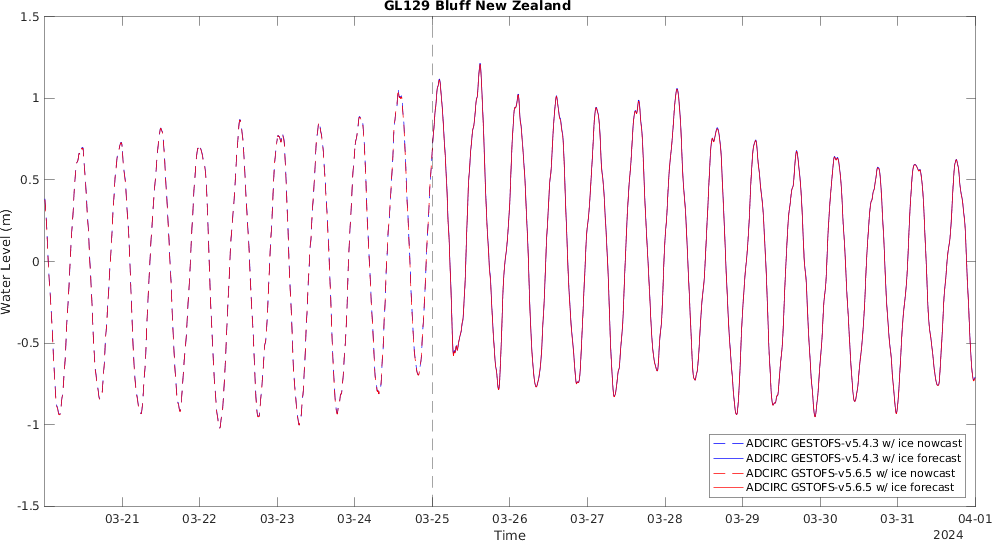 GL129 Bluff New Zealand
1.5
1
0.5
0
-0.5
-1
-1.5
Water Level (m)
03-21
03-22
03-23
03-24
03-25
03-26
03-27
03-28
03-29
03-30
03-31
04-01
Time
2024
ADCIRC GESTOFS-v5.4.3 w/ ice nowcast
ADCIRC GESTOFS-v5.4.3 w/ ice forecast
ADCIRC GSTOFS-v5.6.5 w/ ice nowcast
ADCIRC GSTOFS-v5.6.5 w/ ice forecast